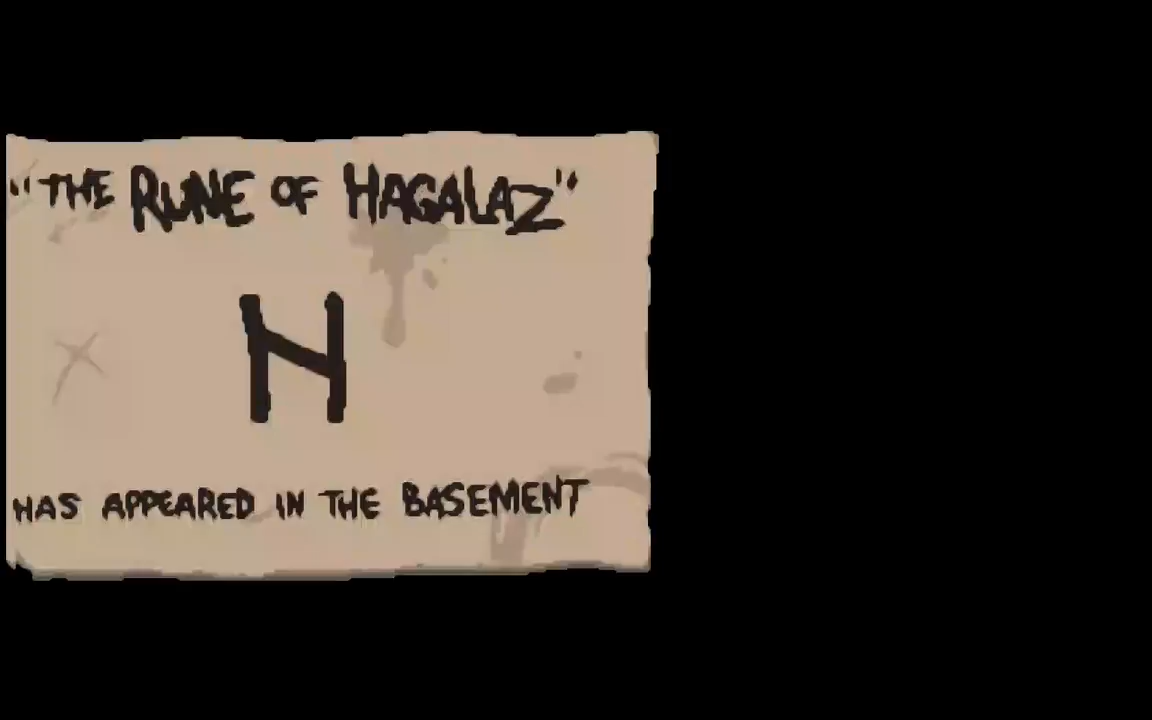 "THE RUNE OF HAGALAZ"
HAS APPEARED IN THE BASEMENT